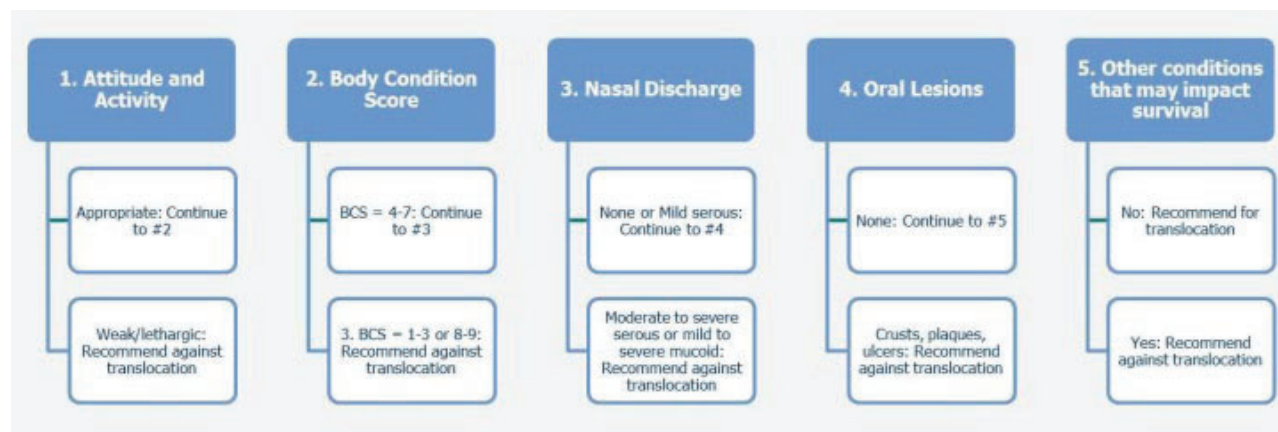 1. Attitude and
Activity
Appropriate: Continue
to #2
Weak/lethargic:
Recommend against
translocation
2. Body Condition
Score
BCS = 4-7: Continue
to #3
3. BCS = 1-3 or 8-9:
Recommend against
translocation
3. Nasal Discharge
None or Mild serous:
Continue to #4
Moderate to severe
serous or mild to
severe mucoid:
Recommend against
translocation
4. Oral Lesions
None: Continue to #5
Crusts, plaques,
ulcers: Recommend
against translocation
5. Other conditions
that may impact
survival
No: Recommend for
translocation
Yes: Recommend
against translocation